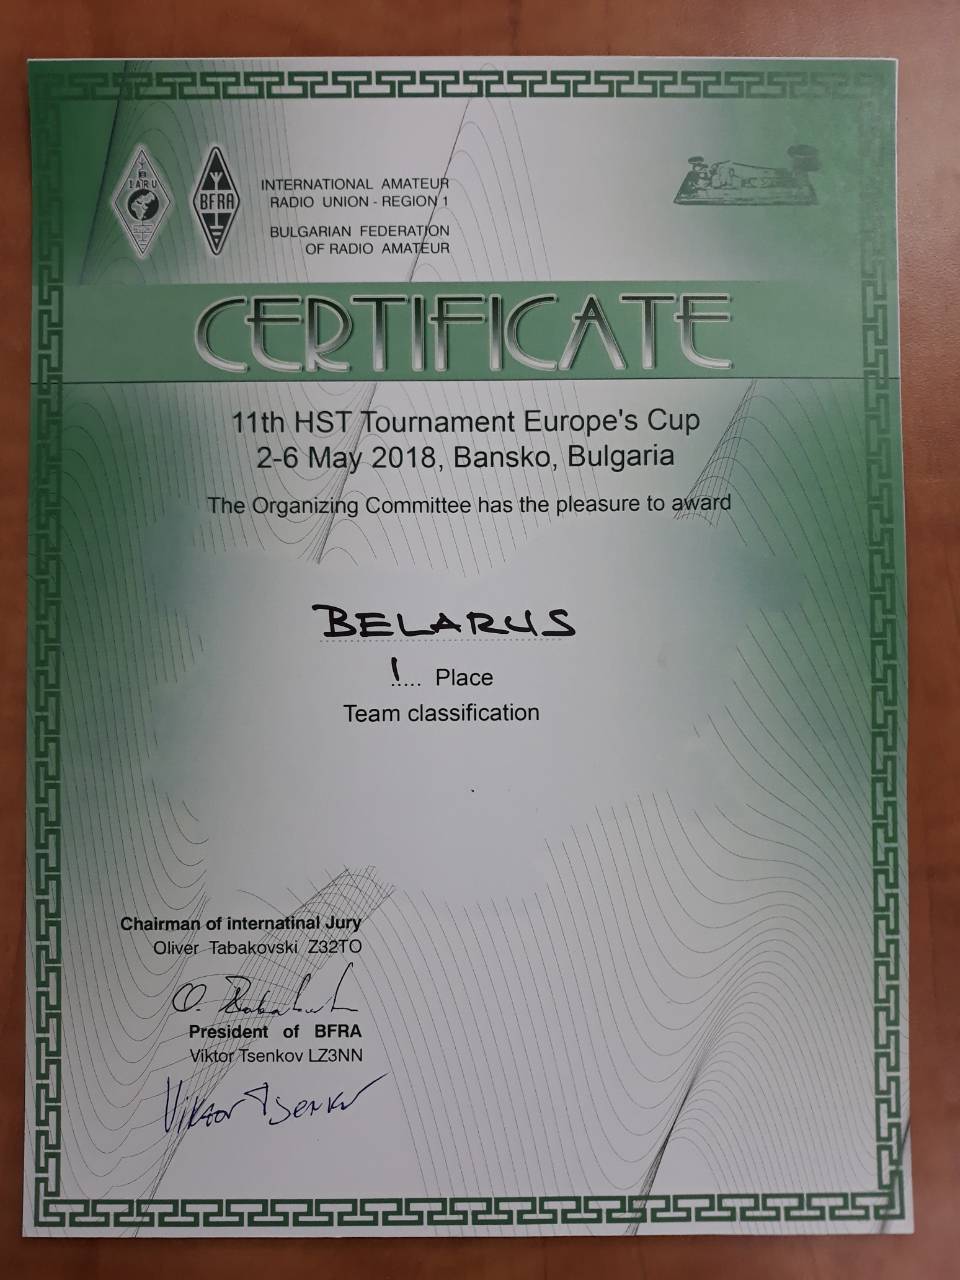 IARU
BFRA
INTERNATIONAL AMATEUR
RADIO UNION - REGION 1
BULGARIAN FEDERATION
OF RADIO AMATEUR
CERTIFICATE
11th HST Tournament Europe's Cup
2-6 May 2018, Bansko, Bulgaria
The Organizing Committee has the pleasure to award
BELARUS
1.... Place
Team classification
Chairman of internatinal Jury
Oliver Tabakovski Z32TO
President of BFRA
Viktor Tsenkov LZ3NN
Viktor Tsenkov